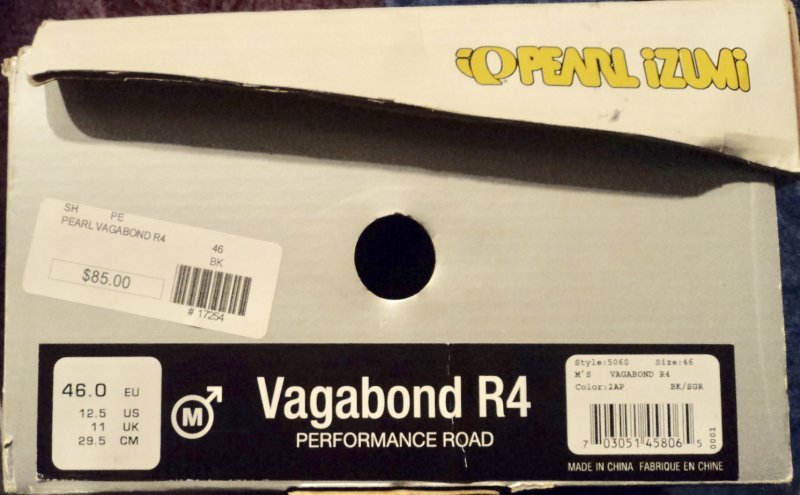 PEARL iZUMi
SH PE
PEARL VAGABOND R4
46
BK
$85.00
# 17254
46.0 EU
12.5 US
11 UK
29.5 CM
M
Vagabond R4
PERFORMANCE ROAD
Style:5060 Size:46
M'S VAGABOND R4
Color:2AP BK/SGR
7 03051 45806 5
0001
MADE IN CHINA FABRIQUE EN CHINE